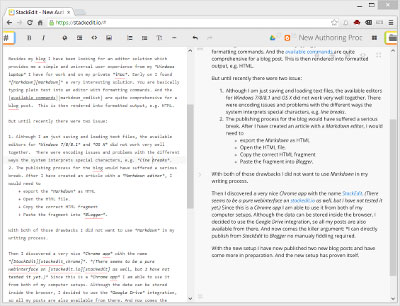 StackEdit - New Author
https://stackedit.io/#
New Authoring Proc
Besides my blog I have been looking for an editor solution which
provides me a simple and universal user experience from my "Windows
laptop" I have for work and on my private "iMac". Early on I found
"[Markdown][markdown]" a very interesting solution. You are basically
typing plain text into an editor with formatting commands. And the
[available commands][markdown_basics] are quite comprehensive for a
blog post. This is then rendered into formatted output, e.g. HTML.
But until recently there were two issues:
1. Although I am just saving and loading text files, the available
editors for "Windows 7/8/8.1" and "OS X" did not work very well
together. There were encoding issues and problems with the different
ways the system interprets special characters, e.g. "line breaks".
2. The publishing process for the blog would have suffered a serious
break. After I have created an article with a "Markdown editor", I
would need to
+ export the "Markdown" as HTML
+ Open the HTML file.
+ Copy the correct HTML fragment
+ Paste the fragment into "Blogger".
With both of these drawbacks I did not want to use "Markdown" in my
writing process.
Then I discovered a very nice "Chrome app" with the name
"[StackEdit][stackedit_chrome]". "(There seems to be a pure
webinterface on [stackedit.io][stackedit] as well, but I have not
tested it yet.)" Since this is a "Chrome app" I am able to use it
from both of my computer setups. Although the data can be stored
inside the browser, I decided to use the "Google Drive" integration,
so all my posts are also available from there. And now comes the
formatting commands. And the available commands are quite
comprehensive for a blog post. This is then rendered into formatted
output, e.g. HTML.
But until recently there were two issue:
1. Although I am just saving and loading text files, the available editors
for Windows 7/8/8.1 and OS X did not work very well together. There
were encoding issues and problems with the different ways the
system interprets special characters, e.g. line breaks.
2. The publishing process for the blog would have suffered a serious
break. After I have created an article with a Markdown editor, I would
need to
export the Markdown as HTML
Open the HTML file.
Copy the correct HTML fragment
Paste the fragment into Blogger.
With both of these drawbacks I did not want to use Markdown in my
writing process.
Then I discovered a very nice Chrome app with the name StackEdit. (There
seems to be a pure webinterface on stackedit.io as well, but I have not tested it
yet.) Since this is a Chrome app I am able to use it from both of my
computer setups. Although the data can be stored inside the browser, I
decided to use the Google Drive integration, so all my posts are also
available from there. And now comes the killer argument: *I can directly
publish from StackEdit to Blogger no manualy fiddling required.
With the new setup I have now published two new blog posts and have
come more in preparation. And the new setup has proven itself.